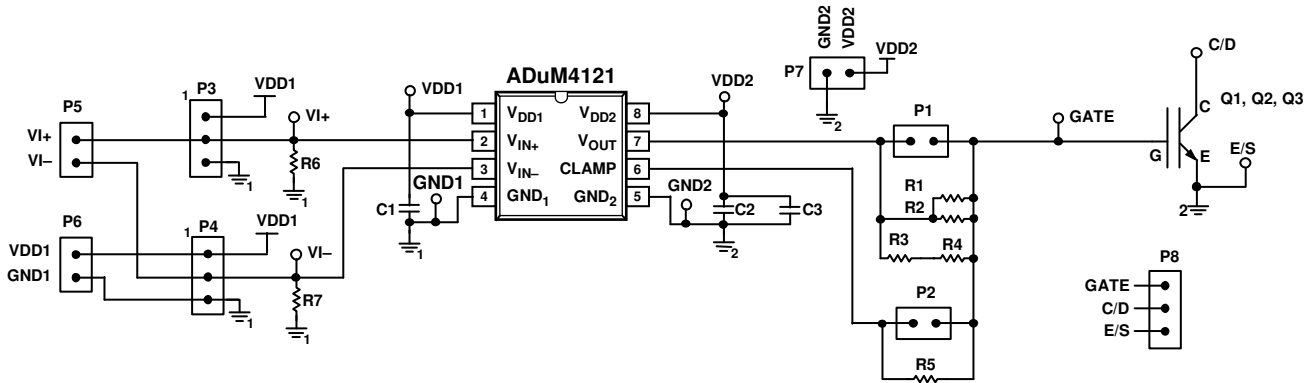 GND2
VDD2
VDD2
P7
2
C/D
C
Q1, Q2, Q3
G
E
E/S
2
ADuM4121
VDD1
1 VDD1
2 VIN+
3 VIN–
4 GND1
VDD2 8
VOUT 7
CLAMP 6
GND2 5
VDD2
GND1
GND2
C1
1
C2
C3
2
P5
VI+
VI–
P3
1
VDD1
1
VI+
R6
1
P6
VDD1
GND1
P4
1
VDD1
1
VI–
R7
1
P1
GATE
R1
R2
R3
R4
P2
R5
P8
GATE
C/D
E/S